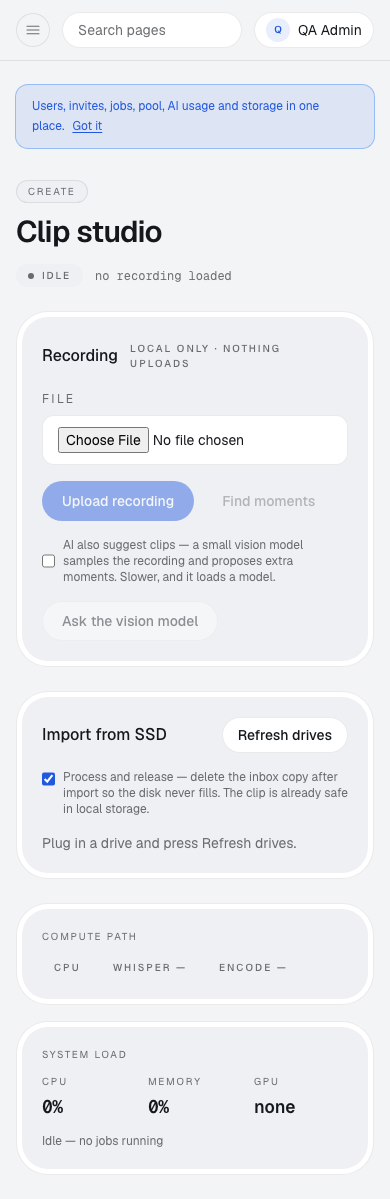 Search pages
Q QA Admin
Users, invites, jobs, pool, AI usage and storage in one
place. Got it
CREATE
Clip studio
IDLE no recording loaded
Recording LOCAL ONLY · NOTHING
UPLOADS
FILE
Choose File No file chosen
Upload recording Find moments
AI also suggest clips — a small vision model
samples the recording and proposes extra
moments. Slower, and it loads a model.
Ask the vision model
Import from SSD Refresh drives
Process and release — delete the inbox copy after
import so the disk never fills. The clip is already safe
in local storage.
Plug in a drive and press Refresh drives.
COMPUTE PATH
CPU WHISPER — ENCODE —
SYSTEM LOAD
CPU MEMORY GPU
0% 0% none
Idle — no jobs running